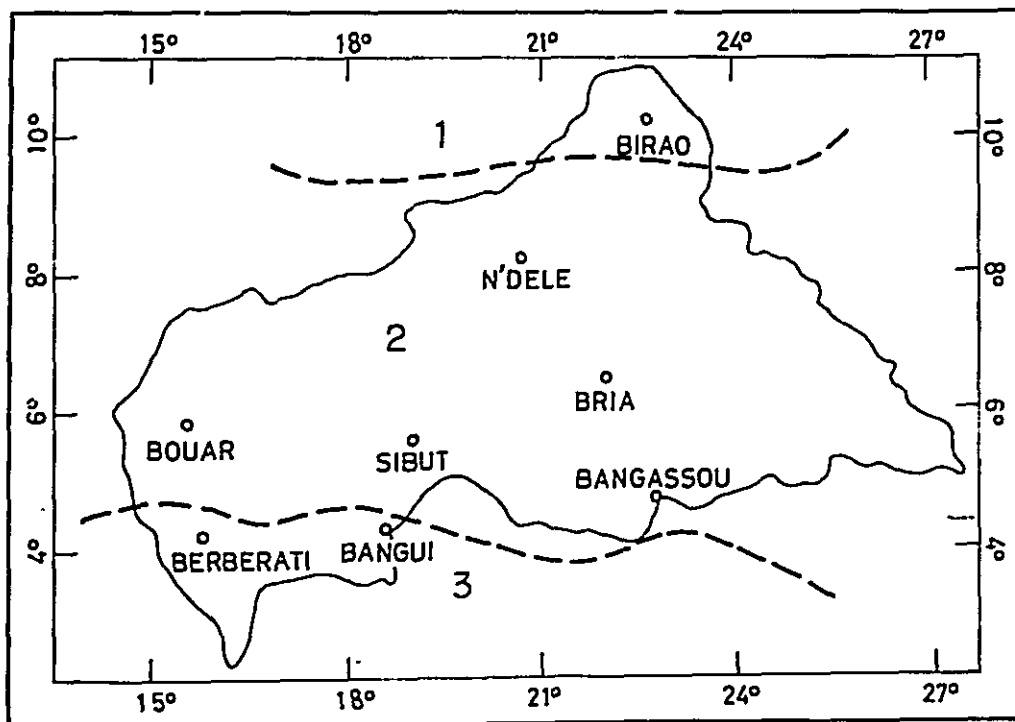 15° 18° 21° 24° 27°
10° 1 BIRAO 10°
8° N'DELE 8°
2
6° BOUAR SIBUT BRIA 6°
BANGASSOU
4° BERBERATI BANGUI 4°
3
15° 18° 21° 24° 27°